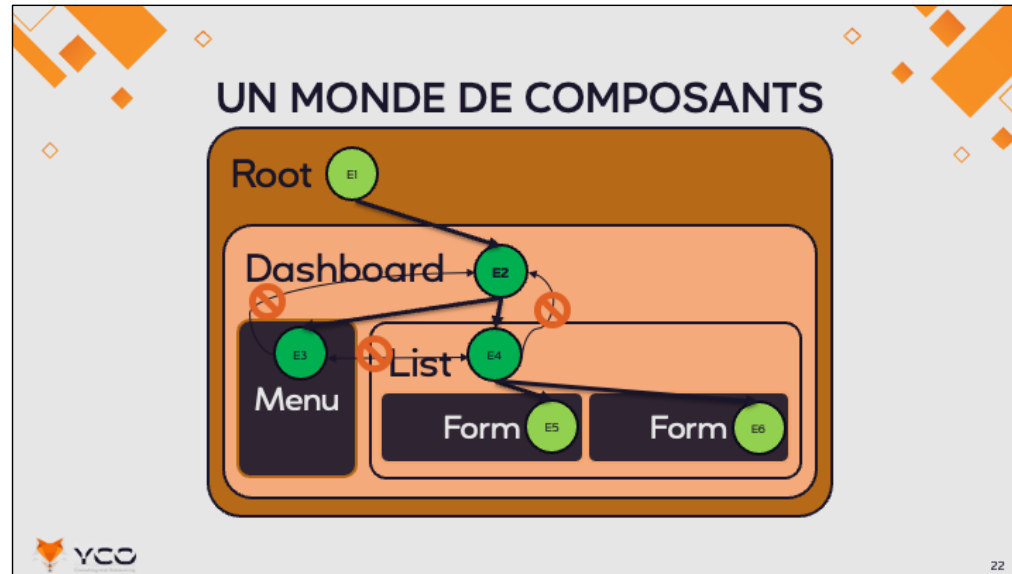 UN MONDE DE COMPOSANTS
Root
E1
Dashboard
E2
E3
Menu
List
E4
Form
E5
Form
E6
YCO
22